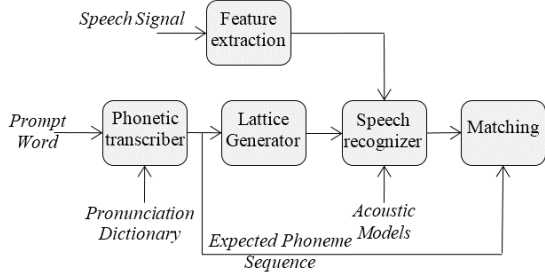 Speech Signal
Feature
extraction
Prompt
Word
Phonetic
transcriber
Lattice
Generator
Speech
recognizer
Matching
Pronunciation
Dictionary
Expected Phoneme
Sequence
Acoustic
Models